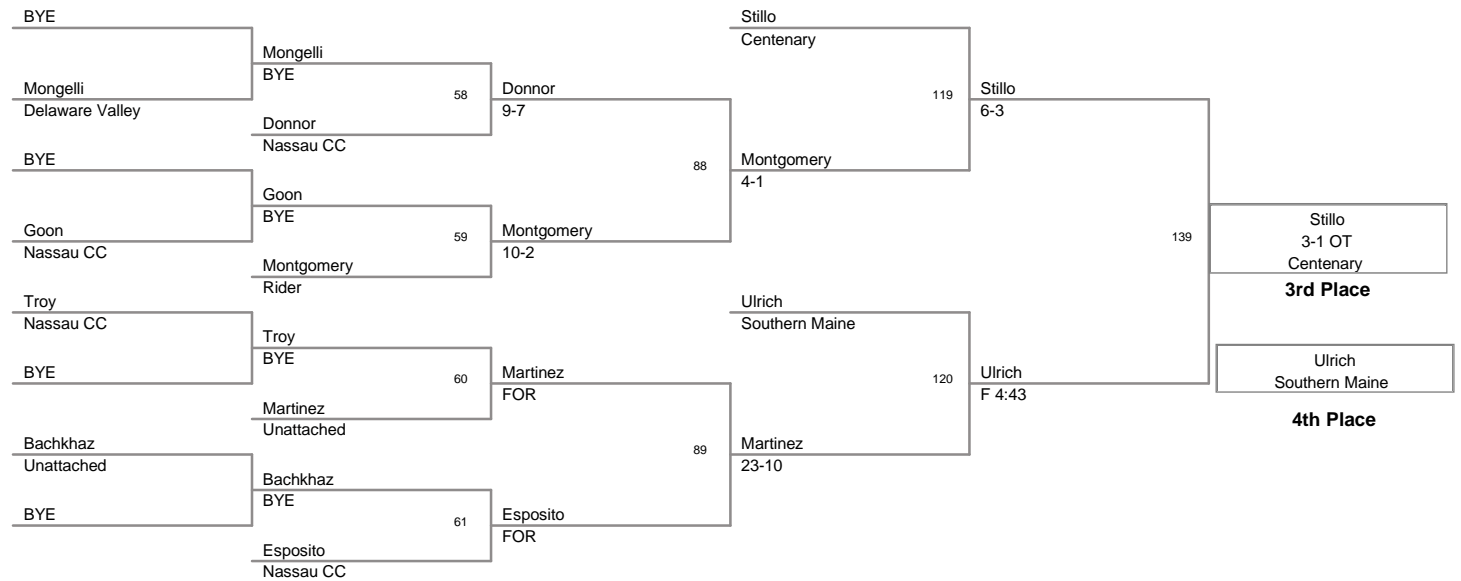 BYE
Mongelli
BYE
Mongelli
Delaware Valley
58
Donnor
9-7
Donnor
Nassau CC
BYE
88
Goon
BYE
Goon
Nassau CC
59
Montgomery
10-2
Montgomery
Rider
Troy
Nassau CC
Troy
BYE
BYE
60
Martinez
FOR
Martinez
Unattached
Bachkhaz
Unattached
89
Bachkhaz
BYE
BYE
61
Esposito
FOR
Esposito
Nassau CC
Stillo
Centenary
119
Stillo
6-3
Montgomery
4-1
139
Ulrich
Southern Maine
120
Ulrich
F 4:43
Martinez
23-10
Stillo
3-1 OT
Centenary
3rd Place
Ulrich
Southern Maine
4th Place